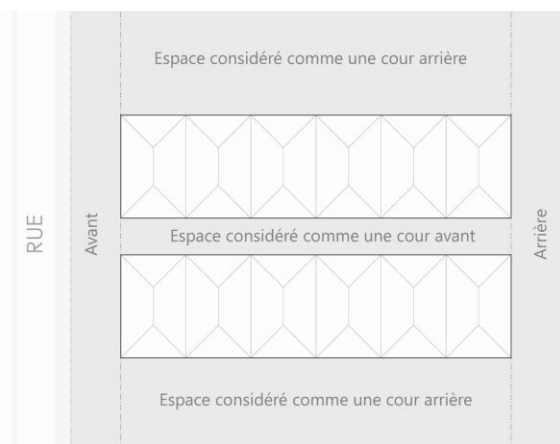 Espace considéré comme une cour arrière
RUE
Avant
Espace considéré comme une cour avant
Arrière
Espace considéré comme une cour arrière